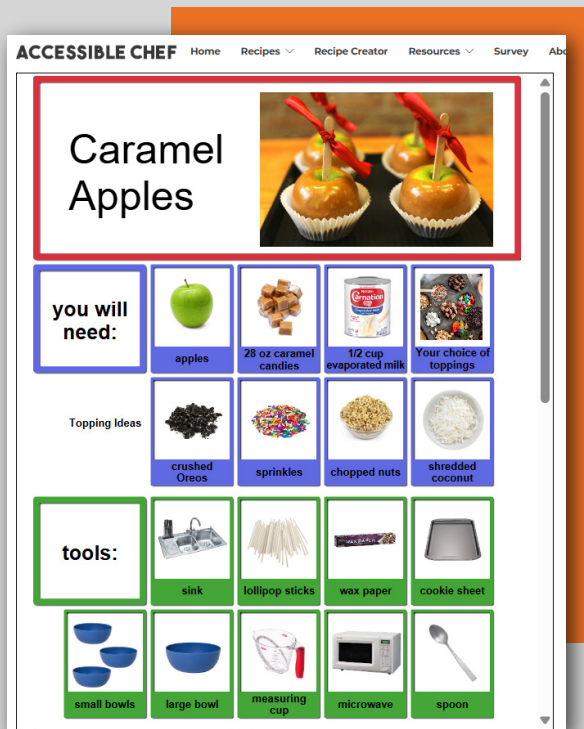 ACCESSIBLE CHEF Home Recipes Recipe Creator Resources Survey Abo
Caramel
Apples
you will
need:
apples
28 oz caramel
candies
Carnation
1/2 cup
evaporated milk
Your choice of
toppings
Topping Ideas
crushed
Oreos
sprinkles
chopped nuts
shredded
coconut
tools:
sink
lollipop sticks
wax paper
cookie sheet
small bowls
large bowl
measuring
cup
microwave
spoon